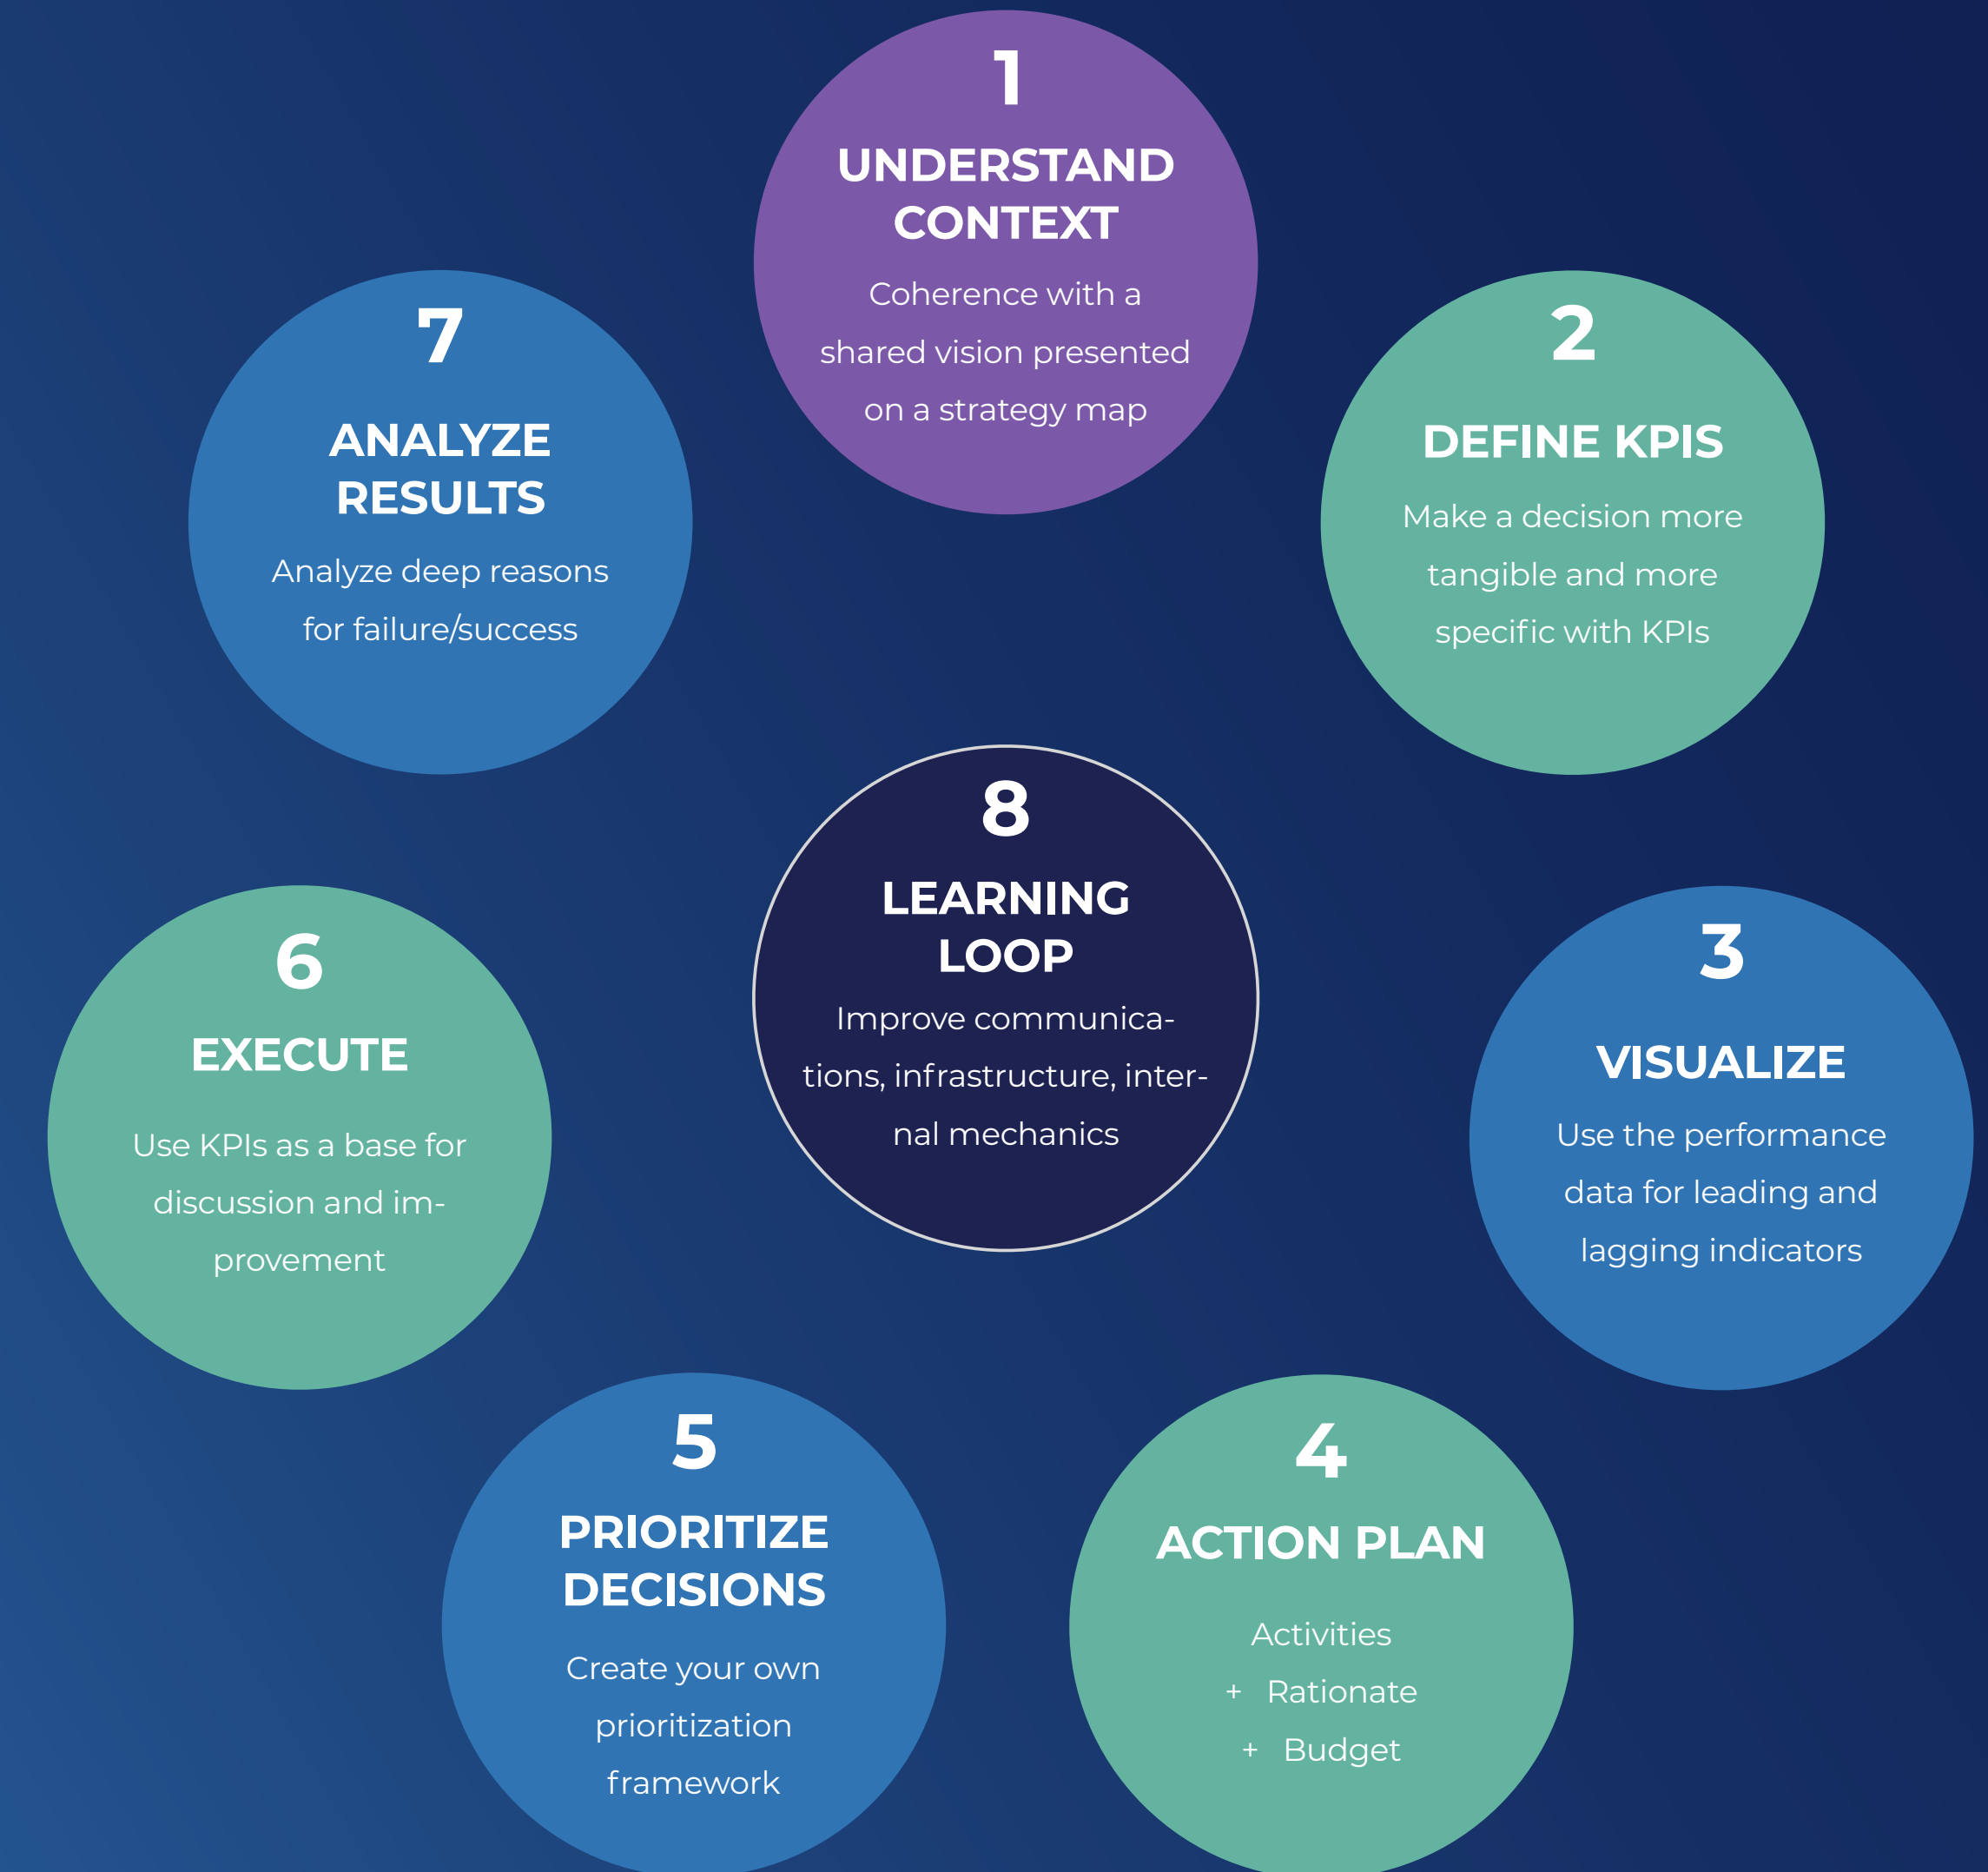 1
UNDERSTAND
CONTEXT
Coherence with a
shared vision presented
on a strategy map
2
DEFINE KPIS
Make a decision more
tangible and more
specific with KPIs
3
VISUALIZE
Use the performance
data for leading and
lagging indicators
4
ACTION PLAN
Activities
+ Rationate
+ Budget
5
PRIORITIZE
DECISIONS
Create your own
prioritization
framework
6
EXECUTE
Use KPIs as a base for
discussion and im-
provement
7
ANALYZE
RESULTS
Analyze deep reasons
for failure/success
8
LEARNING
LOOP
Improve communica-
tions, infrastructure, inter-
nal mechanics